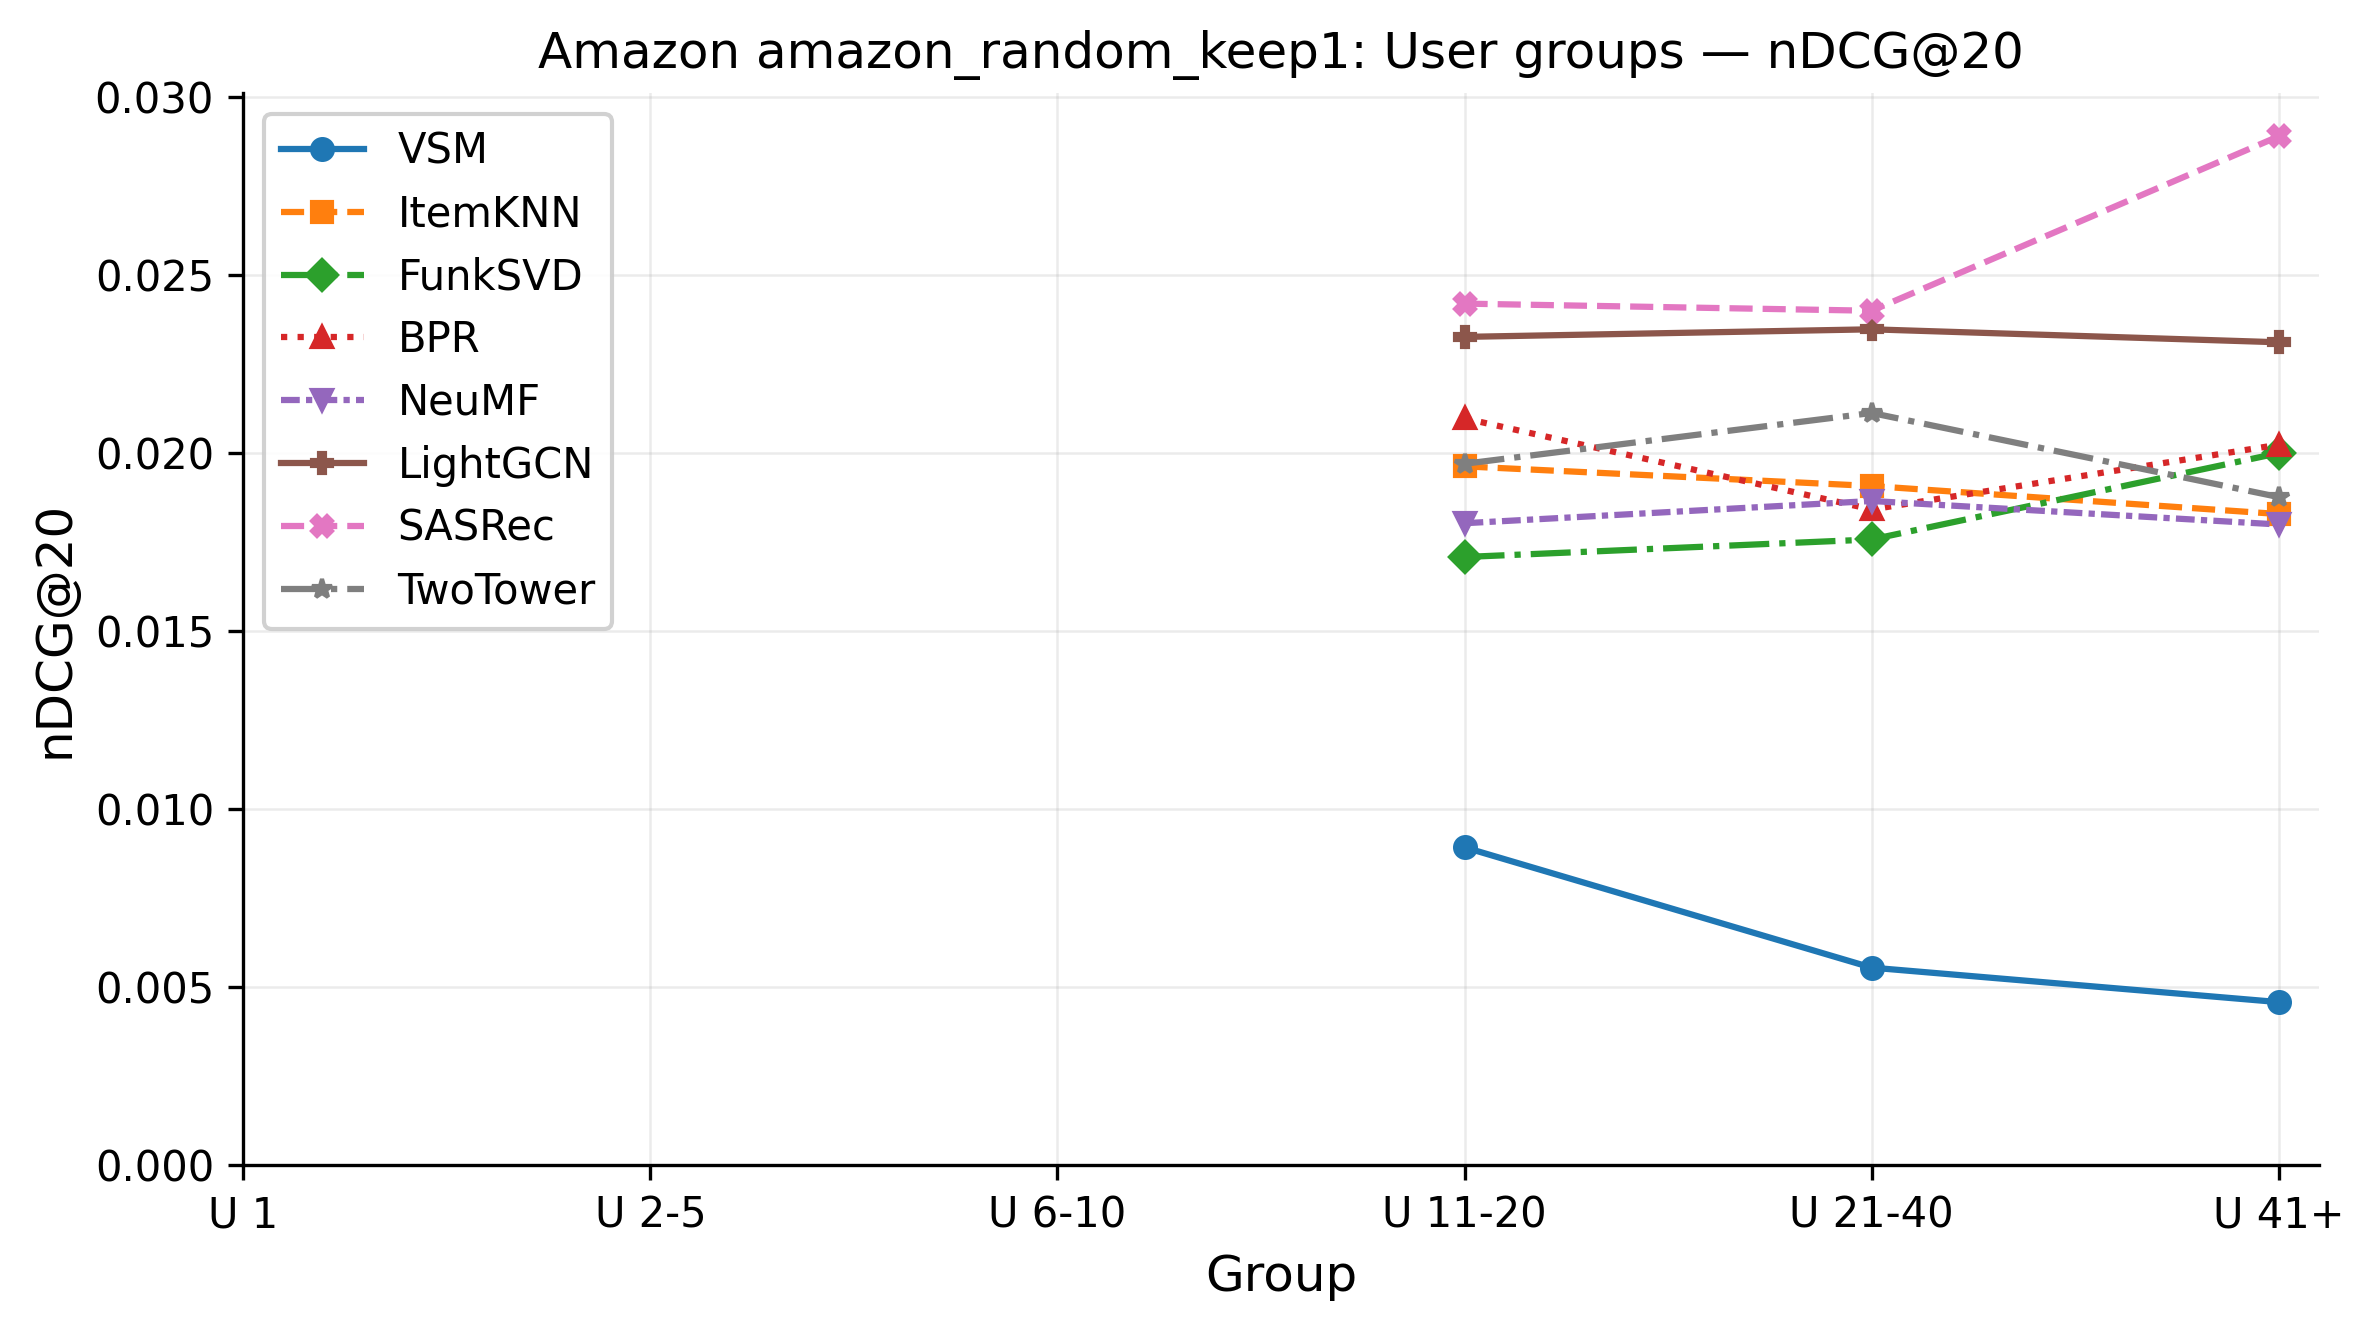 Amazon amazon_random_keep1: User groups — nDCG@20
0.030
0.025
0.020
0.015
0.010
0.005
0.000
nDCG@20
VSM
ItemKNN
FunkSVD
BPR
NeuMF
LightGCN
SASRec
TwoTower
U 1
U 2-5
U 6-10
U 11-20
U 21-40
U 41+
Group